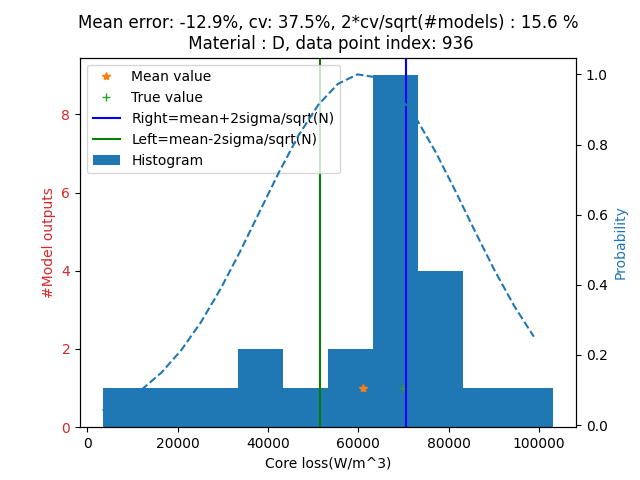 Mean error: -12.9%, cv: 37.5%, 2*cv/sqrt(#models) : 15.6 %
Material : D, data point index: 936
Mean value
True value
Right=mean+2sigma/sqrt(N)
Left=mean-2sigma/sqrt(N)
Histogram
#Model outputs
8
6
4
2
0
1.0
0.8
0.6
0.4
0.2
0.0
Probability
0 20000 40000 60000 80000 100000
Core loss(W/m^3)